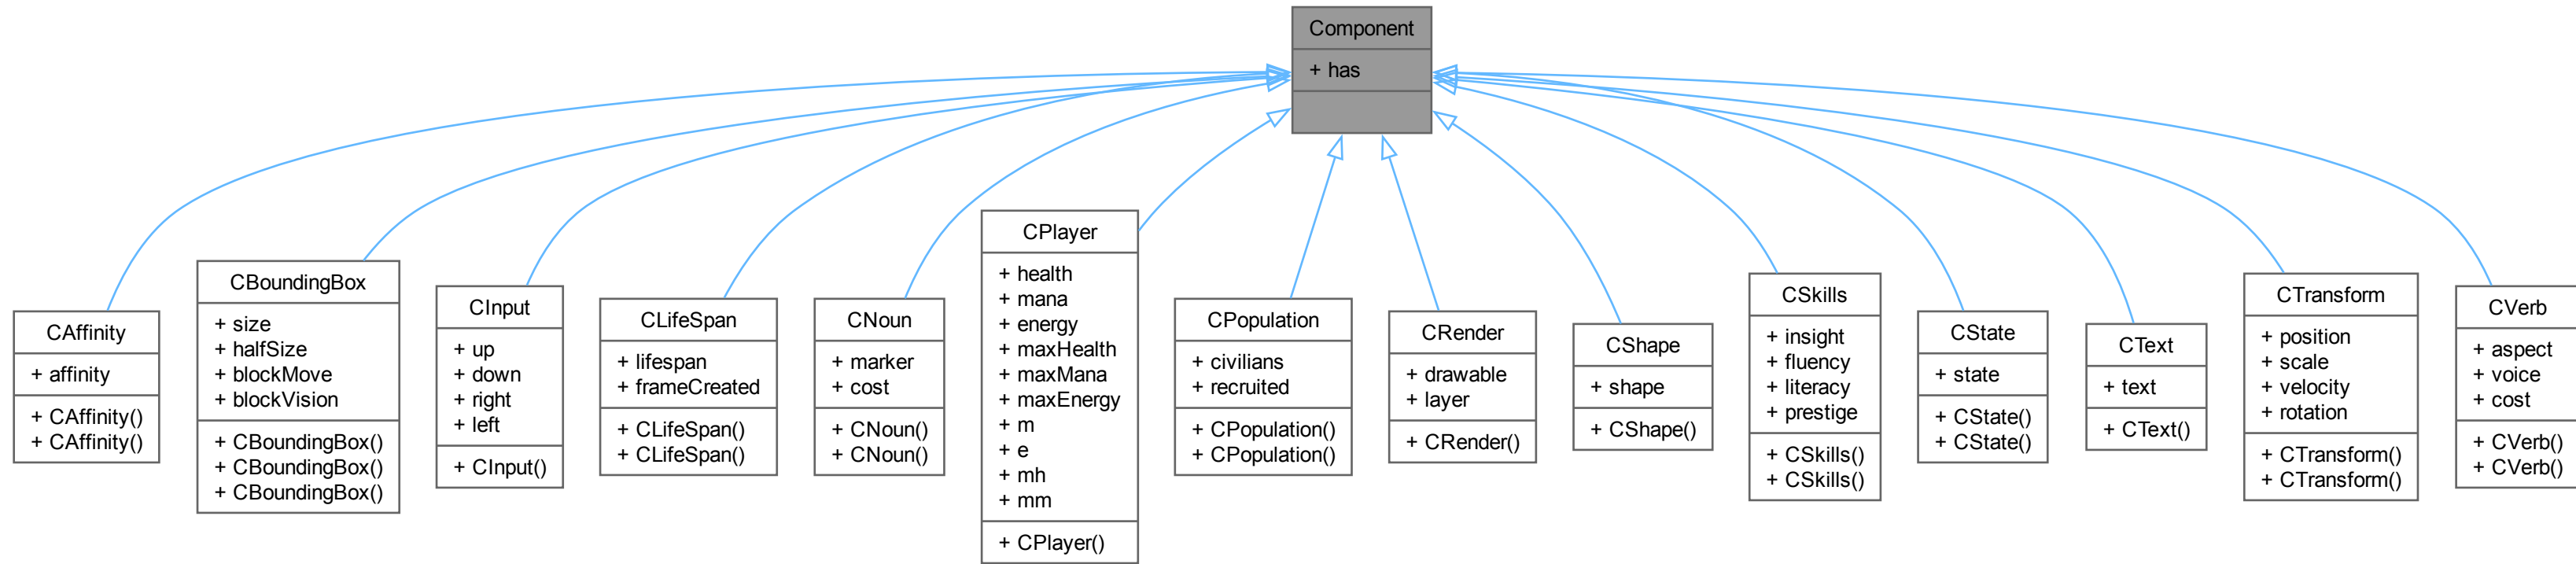 Component
+ has
CAffinity
+ affinity
+ CAffinity()
+ CAffinity()
CBoundingBox
+ size
+ halfSize
+ blockMove
+ blockVision
+ CBoundingBox()
+ CBoundingBox()
+ CBoundingBox()
CInput
+ up
+ down
+ right
+ left
+ CInput()
CLifeSpan
+ lifespan
+ frameCreated
+ CLifeSpan()
+ CLifeSpan()
CNoun
+ marker
+ cost
+ CNoun()
+ CNoun()
CPlayer
+ health
+ mana
+ energy
+ maxHealth
+ maxMana
+ maxEnergy
+ m
+ e
+ mh
+ mm
+ CPlayer()
CPopulation
+ civilians
+ recruited
+ CPopulation()
+ CPopulation()
CRender
+ drawable
+ layer
+ CRender()
CShape
+ shape
+ CShape()
CSkills
+ insight
+ fluency
+ literacy
+ prestige
+ CSkills()
+ CSkills()
CState
+ state
+ CState()
+ CState()
CText
+ text
+ CText()
CTransform
+ position
+ scale
+ velocity
+ rotation
+ CTransform()
+ CTransform()
CVerb
+ aspect
+ voice
+ cost
+ CVerb()
+ CVerb()